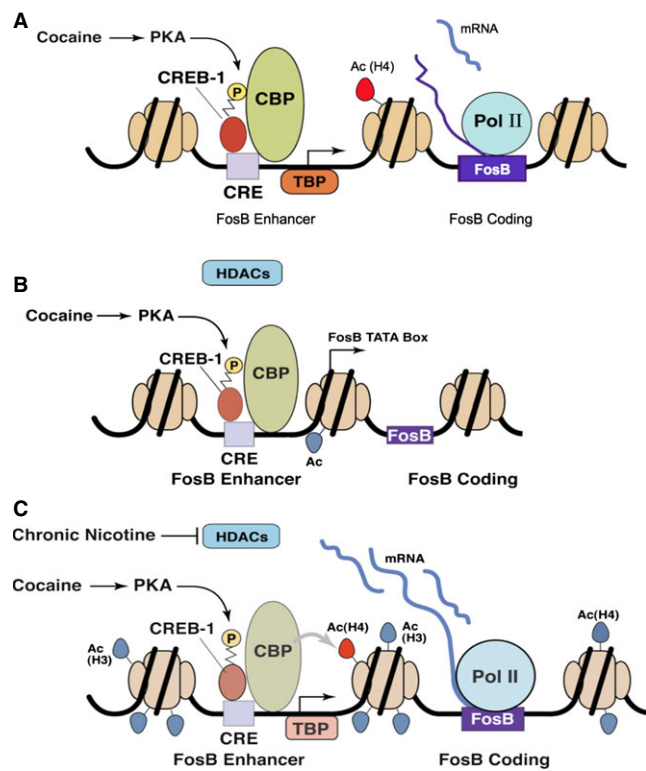 A
Cocaine
PKA
mRNA
CREB-1
P
CBP
Ac (H4)
Pol II
CRE
TBP
FosB
FosB Enhancer
FosB Coding
HDACs
B
Cocaine
PKA
FosB TATA Box
CREB-1
P
CBP
FosB
CRE
Ac
FosB Enhancer
FosB Coding
C
Chronic Nicotine
HDACs
mRNA
Cocaine
PKA
CREB-1
P
CBP
Ac(H4)
Ac
(H3)
Ac(H4)
Ac
(H3)
Pol II
FosB
CRE
TBP
FosB Enhancer
FosB Coding